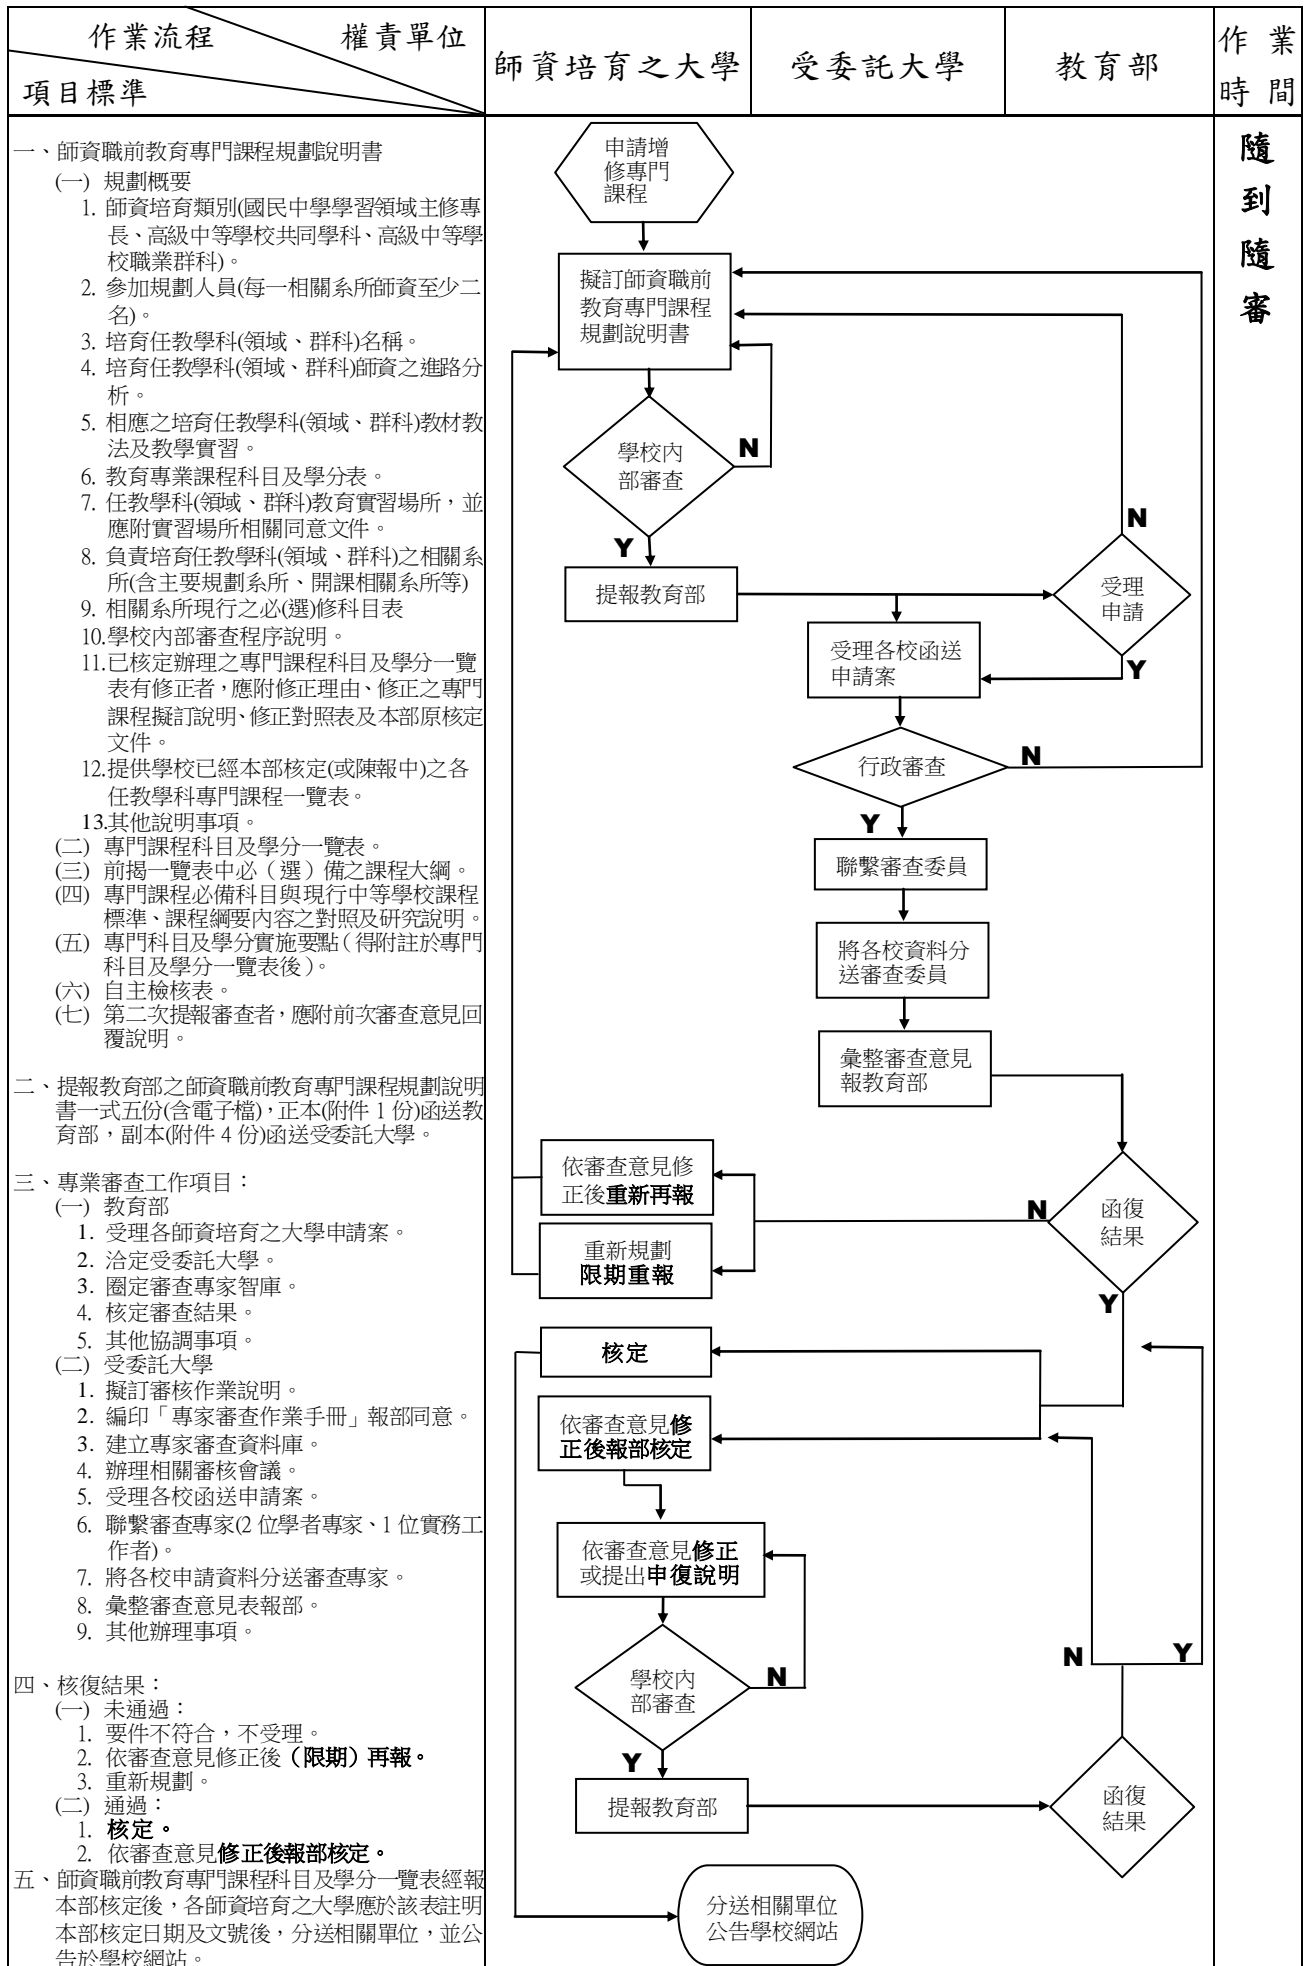 作業流程
權責單位
項目標準
師資培育之大學
受委託大學
教育部
作 業
時 間
一、師資職前教育專門課程規劃說明書
(一) 規劃概要
1. 師資培育類別(國民中學學習領域主修專
長、高級中等學校共同學科、高級中等學
校職業群科)。
2. 參加規劃人員(每一相關系所師資至少二
名)。
3. 培育任教學科(領域、群科)名稱。
4. 培育任教學科(領域、群科)師資之進路分
析。
5. 相應之培育任教學科(領域、群科)教材教
法及教學實習。
6. 教育專業課程科目及學分表。
7. 任教學科(領域、群科)教育實習場所，並
應附實習場所相關同意文件。
8. 負責培育任教學科(領域、群科)之相關系
所(含主要規劃系所、開課相關系所等)
9. 相關系所現行之必(選)修科目表
10.學校內部審查程序說明。
11.已核定辦理之專門課程科目及學分一覽
表有修正者，應附修正理由、修正之專門
課程擬訂說明、修正對照表及本部原核定
文件。
12.提供學校已經本部核定(或陳報中)之各
任教學科專門課程一覽表。
13.其他說明事項。
(二) 專門課程科目及學分一覽表。
(三) 前揭一覽表中必（選）備之課程大綱。
(四) 專門課程必備科目與現行中等學校課程
標準、課程綱要內容之對照及研究說明。
(五) 專門科目及學分實施要點（得附註於專門
科目及學分一覽表後）。
(六) 自主檢核表。
(七) 第二次提報審查者，應附前次審查意見回
覆說明。
二、提報教育部之師資職前教育專門課程規劃說明
書一式五份(含電子檔)，正本(附件 1 份)函送教
育部，副本(附件 4 份)函送受委託大學。
三、專業審查工作項目：
(一) 教育部
1. 受理各師資培育之大學申請案。
2. 洽定受委託大學。
3. 圈定審查專家智庫。
4. 核定審查結果。
5. 其他協調事項。
(二) 受委託大學
1. 擬訂審核作業說明。
2. 編印「專家審查作業手冊」報部同意。
3. 建立專家審查資料庫。
4. 辦理相關審核會議。
5. 受理各校函送申請案。
6. 聯繫審查專家(2 位學者專家、1 位實務工
作者)。
7. 將各校申請資料分送審查專家。
8. 彙整審查意見表報部。
9. 其他辦理事項。
四、核復結果：
(一) 未通過：
1. 要件不符合，不受理。
2. 依審查意見修正後（限期）再報。
3. 重新規劃。
(二) 通過：
1. 核定。
2. 依審查意見修正後報部核定。
五、師資職前教育專門課程科目及學分一覽表經報
本部核定後，各師資培育之大學應於該表註明
本部核定日期及文號後，分送相關單位，並公
告於學校網站。
申請增
修專門
課程
擬訂師資職前
教育專門課程
規劃說明書
學校內
部審查
N
Y
提報教育部
N
受理
申請
Y
受理各校函送
申請案
行政審查
N
Y
聯繫審查委員
將各校資料分
送審查委員
彙整審查意見
報教育部
依審查意見修
正後重新再報
重新規劃
限期重報
N
函復
結果
Y
核定
依審查意見修
正後報部核定
依審查意見修正
或提出申復說明
學校內
部審查
N
Y
提報教育部
N
Y
函復
結果
分送相關單位
公告學校網站
隨
到
隨
審